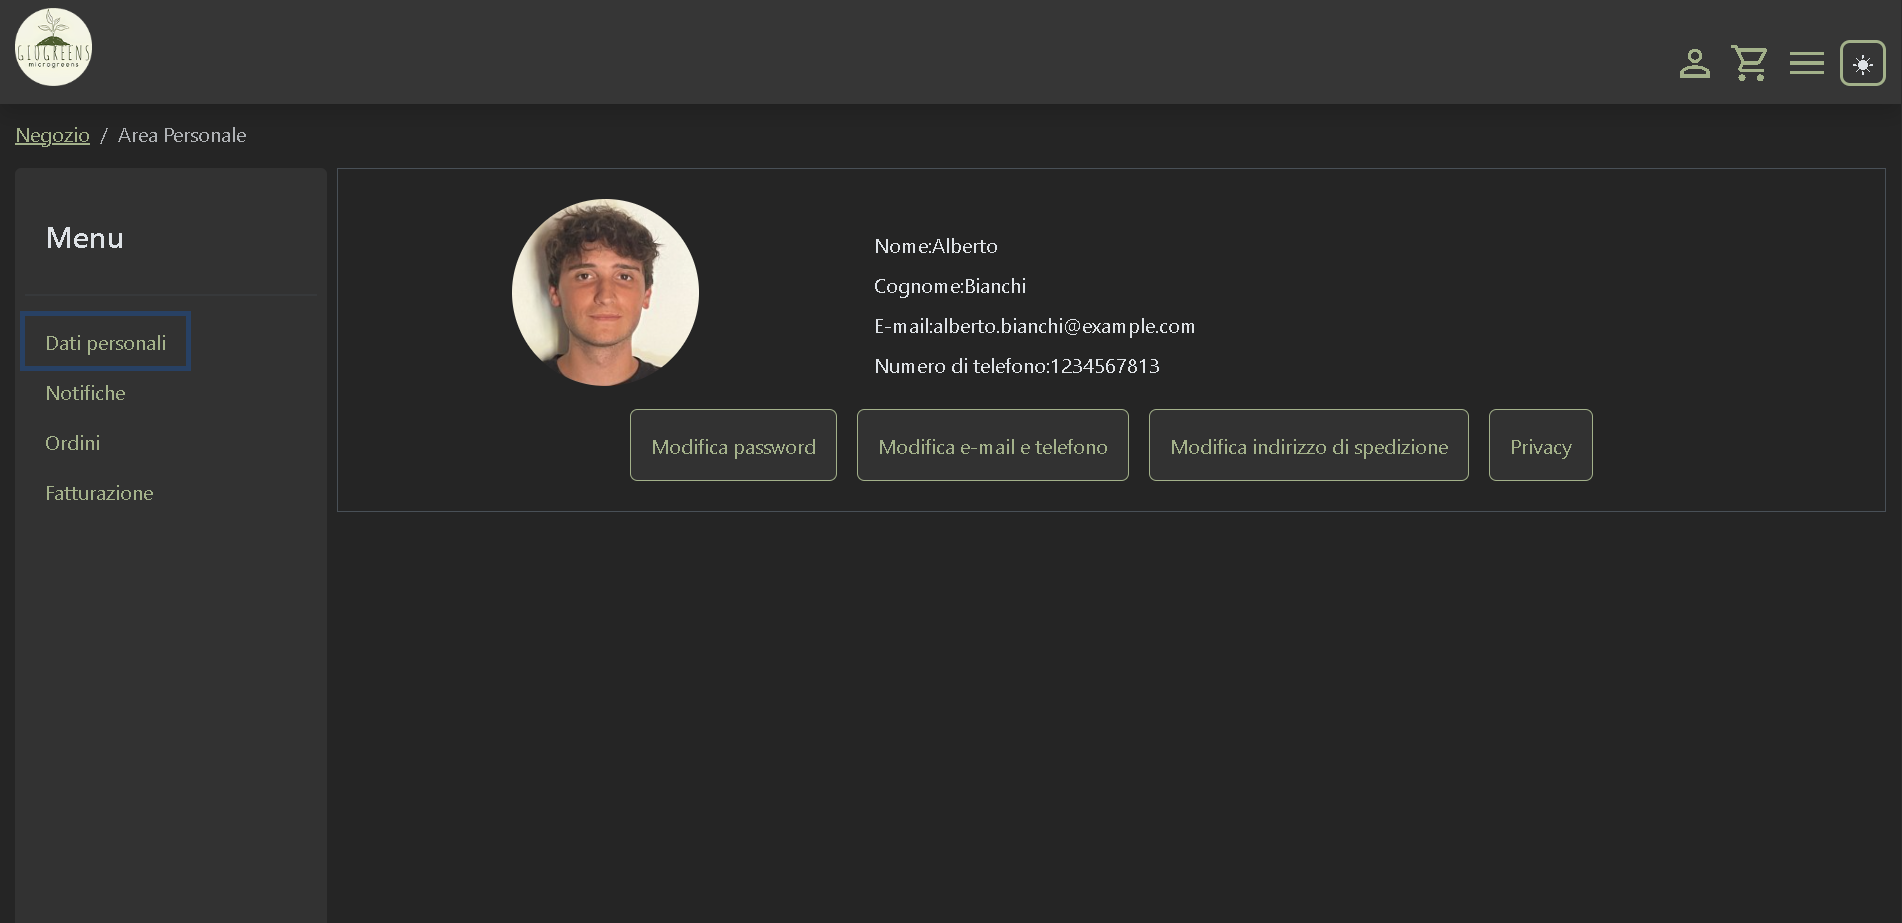 GIOGREENS
microgreens
Negozio / Area Personale
Menu
Dati personali
Notifiche
Ordini
Fatturazione
Nome:Alberto
Cognome:Bianchi
E-mail:alberto.bianchi@example.com
Numero di telefono:1234567813
Modifica password
Modifica e-mail e telefono
Modifica indirizzo di spedizione
Privacy